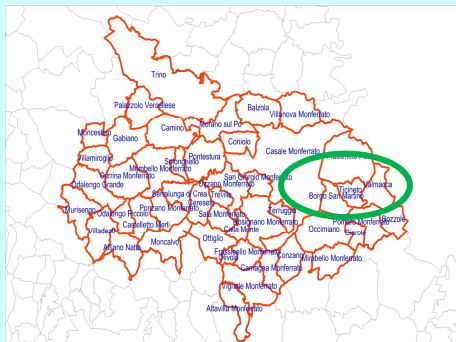 Trino
Palazzolo Vercellese
Balzola
Villanova Monferrato
Morano sul Po
Camino
Moncestino
Gabiano
Coniolo
Casale Monferrato
Villamiroglio
Pontestura
Mombello Monferrato
Cerrina Monferrato
San Giorgio Monferrato
Odalengo Grande
Ozzano Monferrato
Serralunga di Crea
Treville
Ticineto
Valmacca
Borgo San Martino
Cereseto
Murisengo
Odalengo Piccolo
Ponzano Monferrato
Sala Monferrato
Rosignano Monferrato
Terruggia
Bozzole
Pomaro Monferrato
Castelletto Merli
Cella Monte
Villadeati
Occimiano
Giarole
Alfiano Natta
Moncalvo
Ottiglio
Frassinello Monferrato
Olivola
Conzano
Mirabello Monferrato
Camagna Monferrato
Vignale Monferrato
Altavilla Monferrato